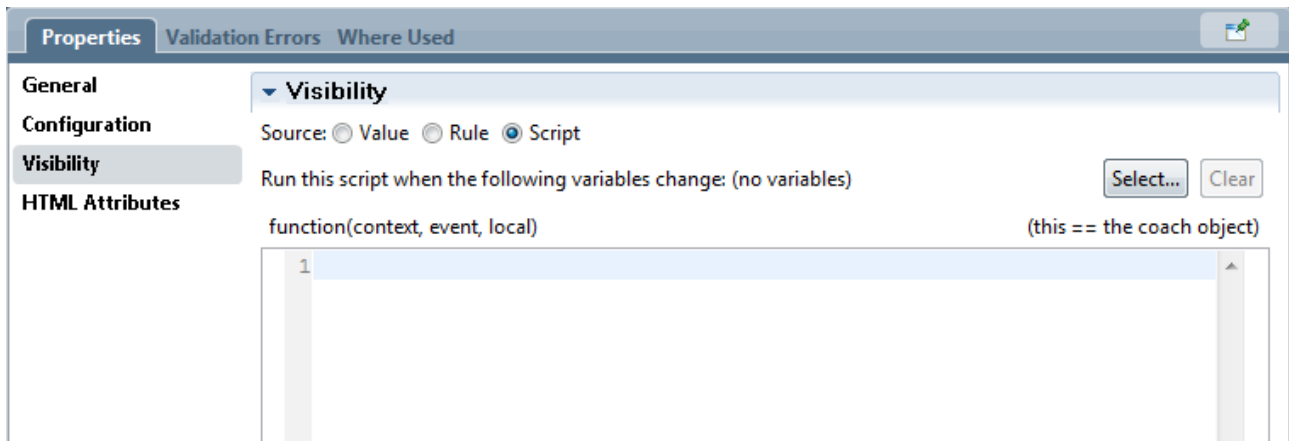 Properties Validation Errors Where Used
General
Configuration
Visibility
HTML Attributes
Visibility
Source: Value Rule Script
Run this script when the following variables change: (no variables) Select... Clear
function(context, event, local) (this == the coach object)
1